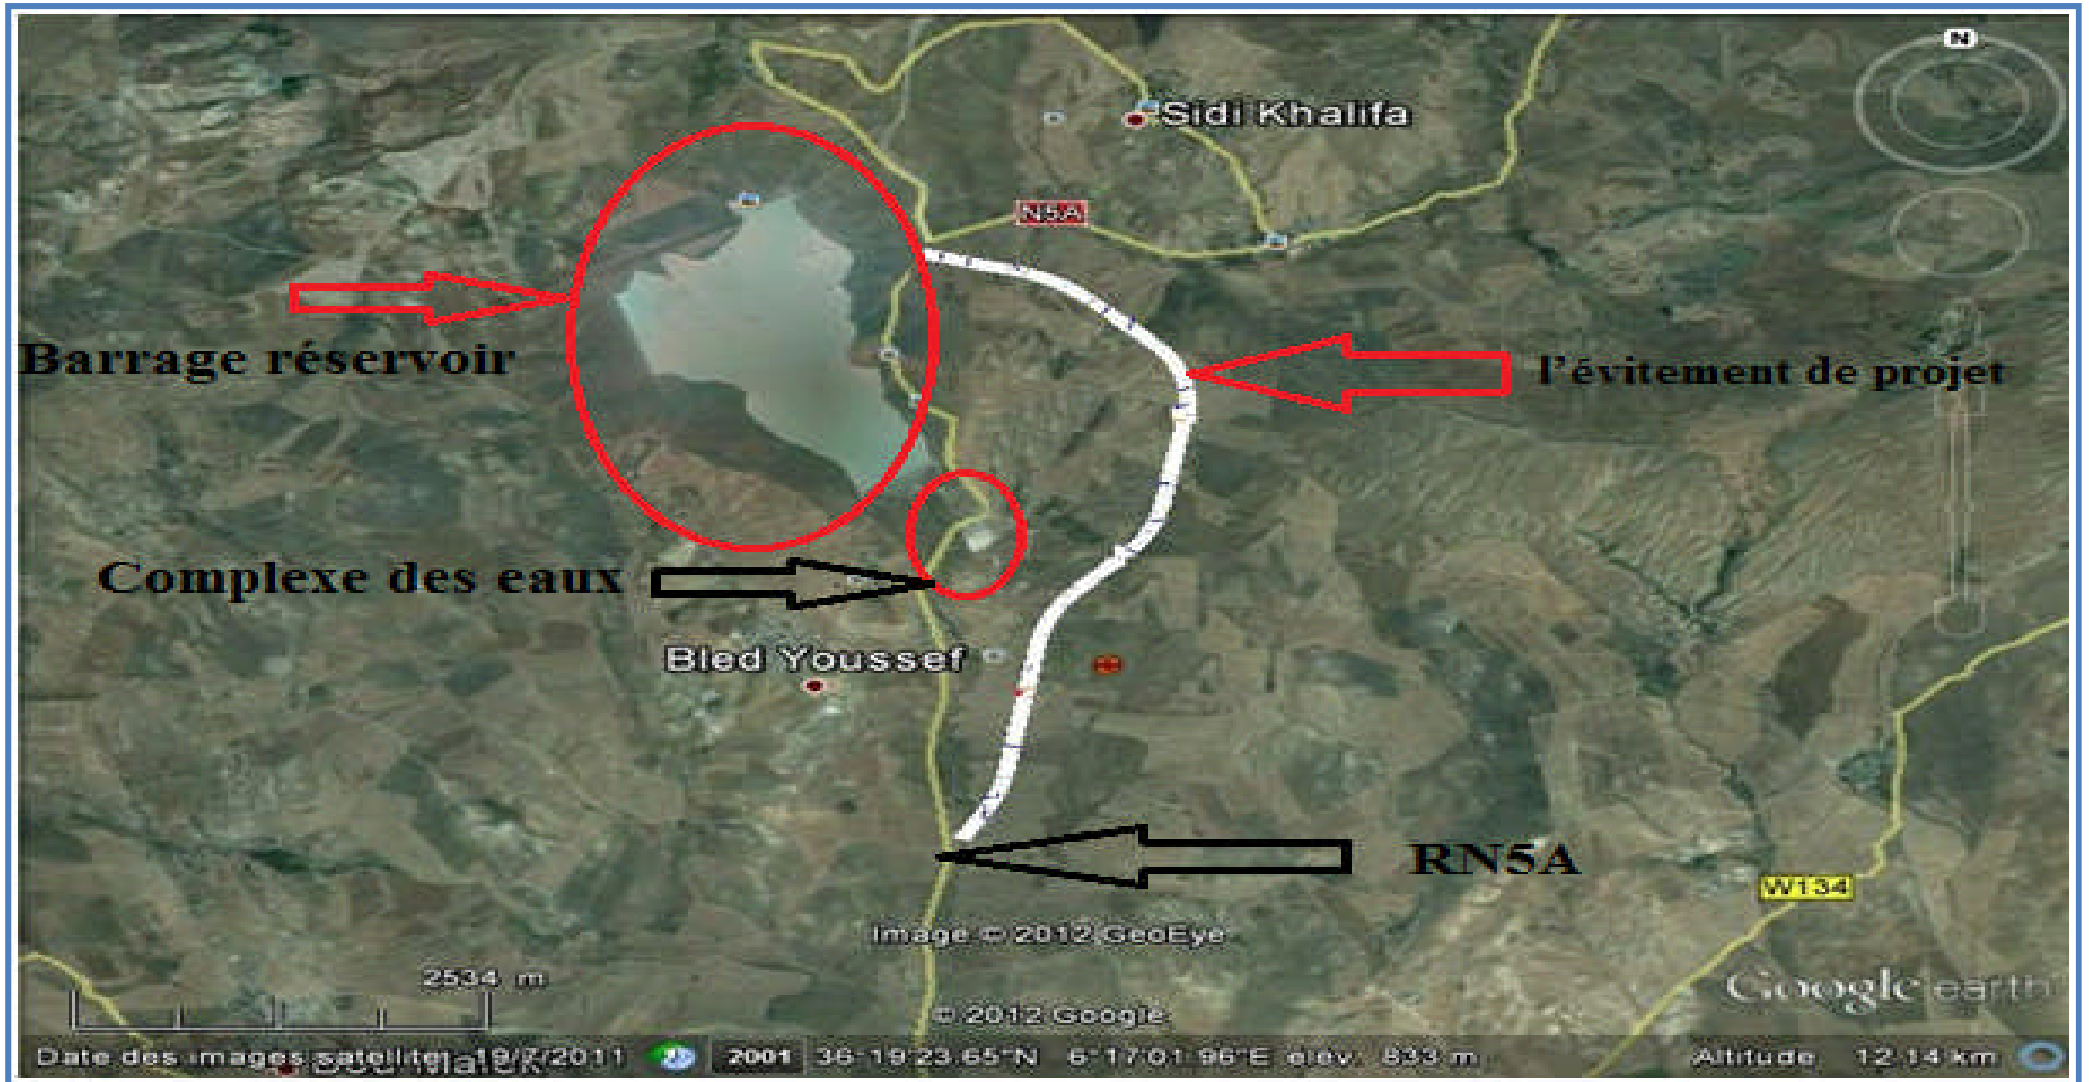 N
Sidi Khalifa
N5A
Barrage réservoir
l'évitement de projet
Complexe des eaux
Bled Youssef
RN5A
W134
Image © 2012 GeoEye
2534 m
Google earth
© 2012 Google
Date des images satellite: 19/7/2011 2001 36°19'23.65"N 6°17'01.96"E élév. 833 m Altitude 12.14 km